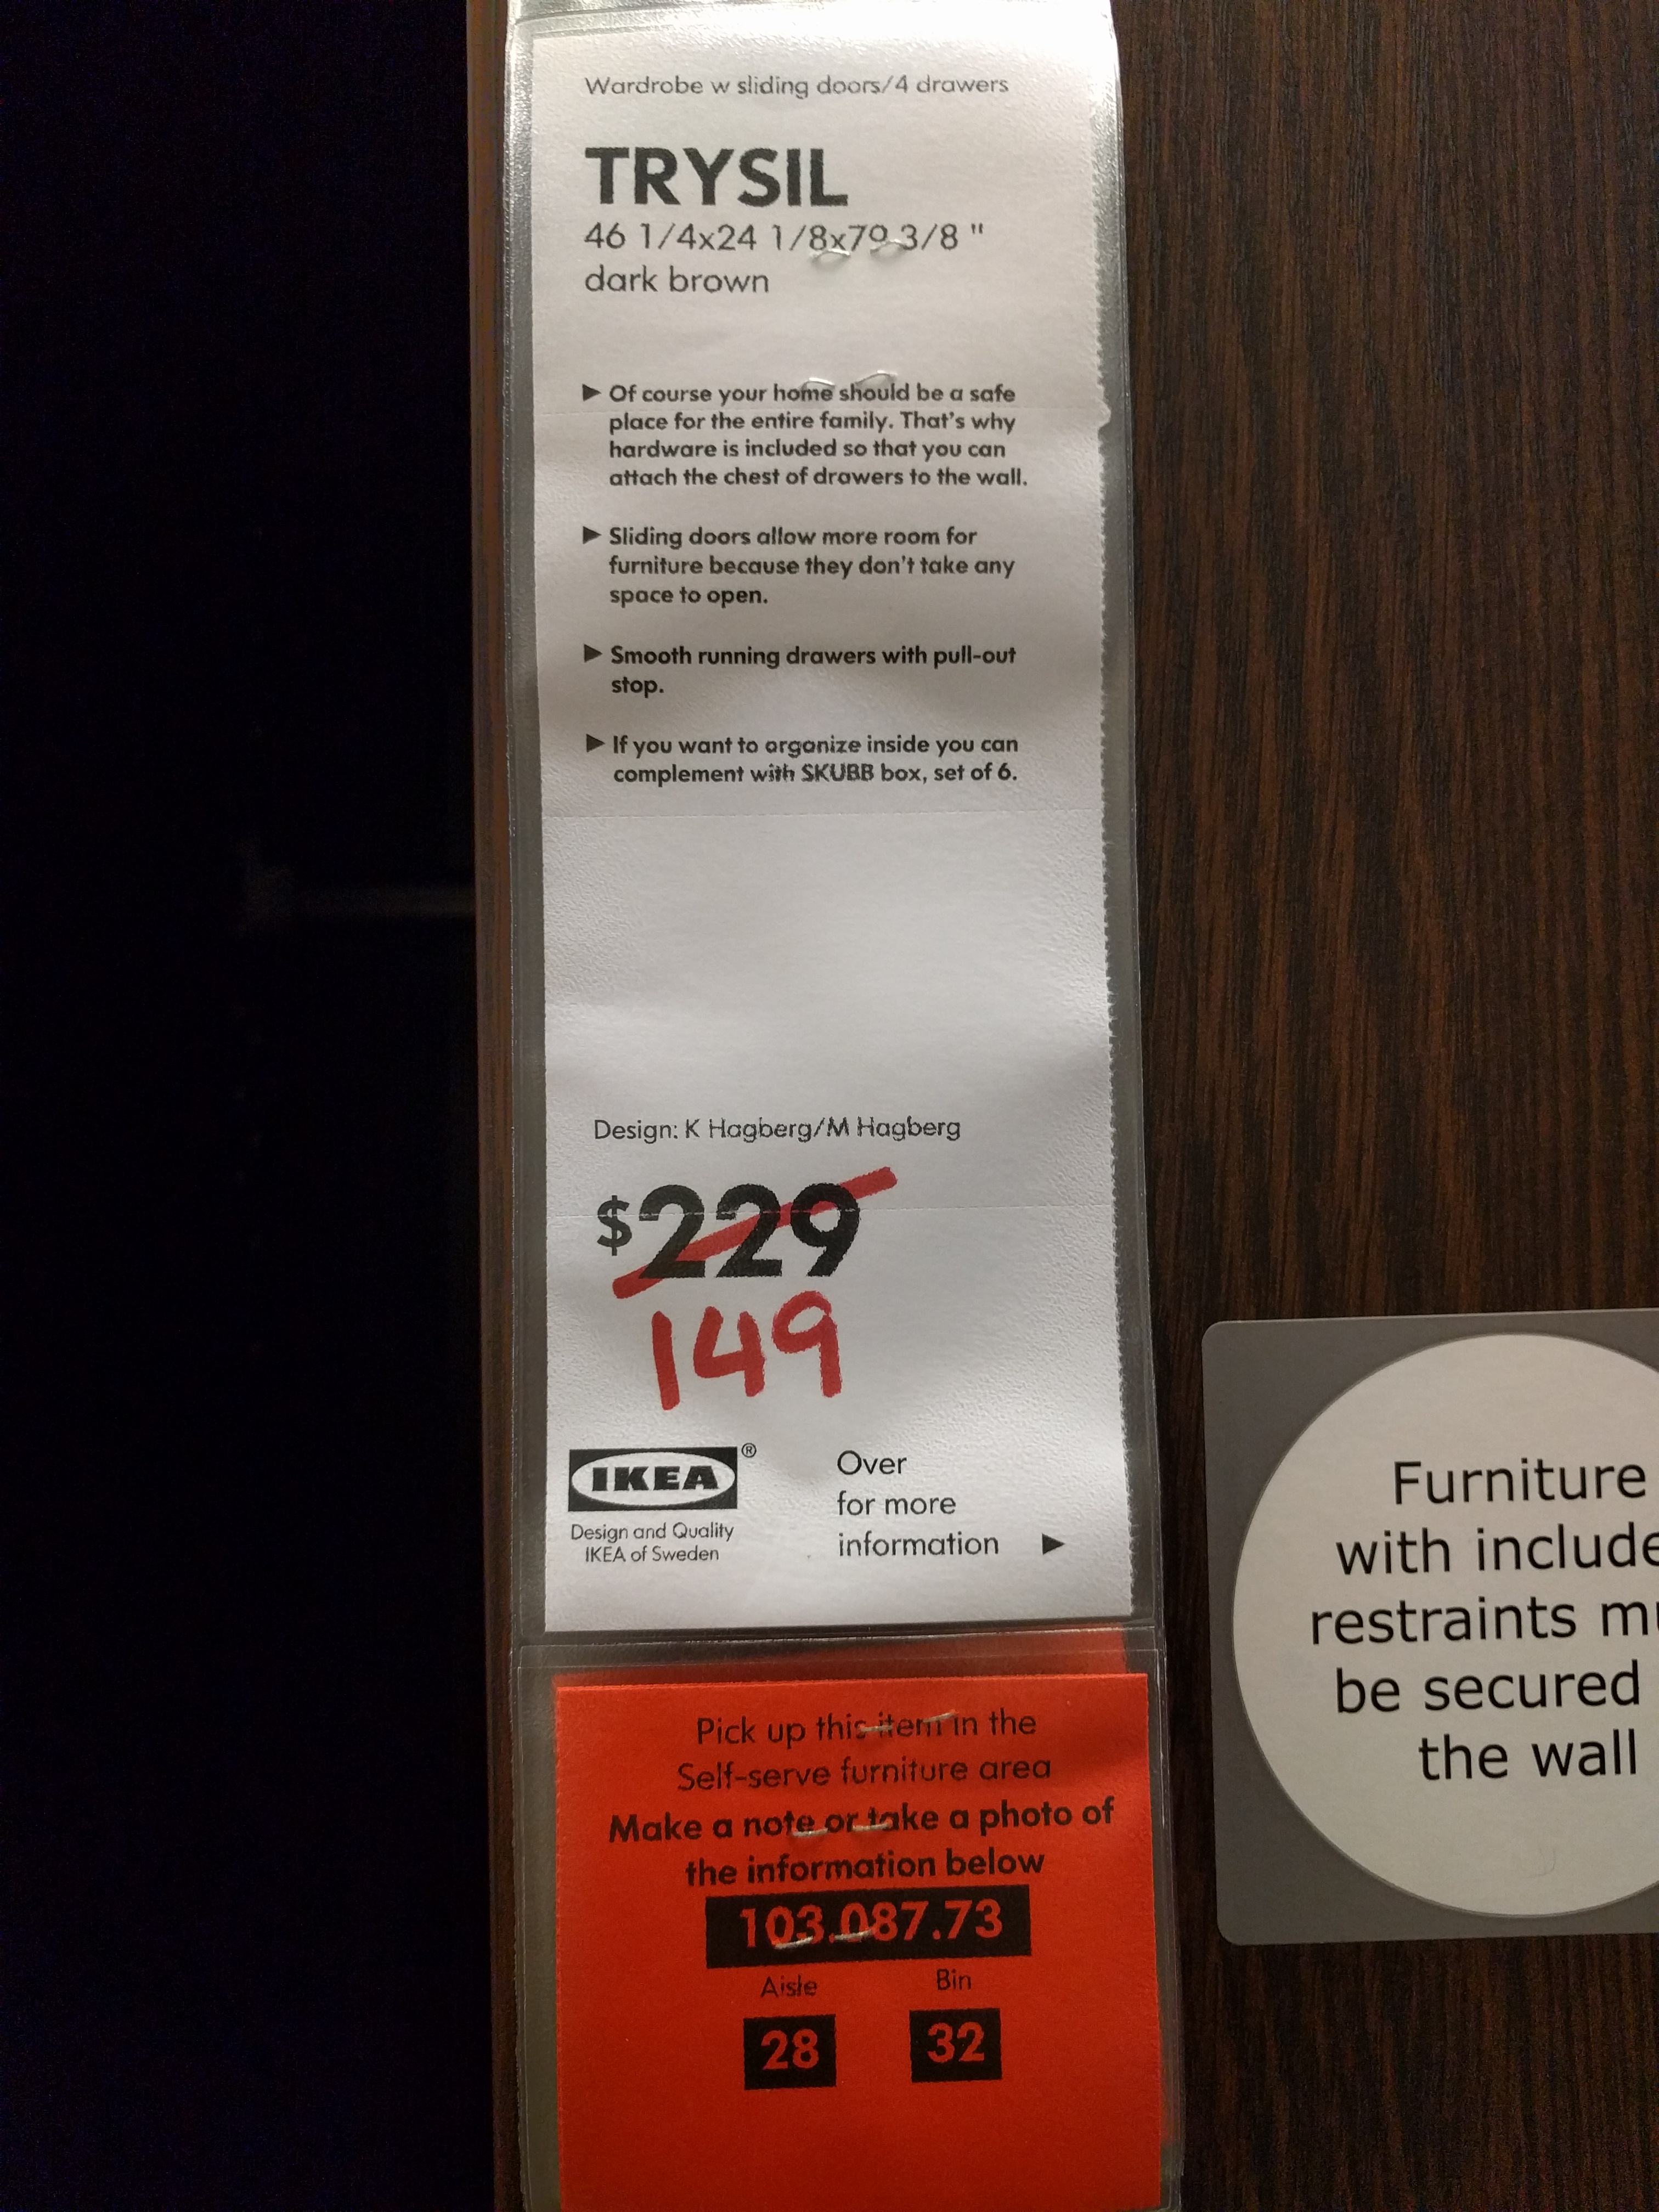 Wardrobe w sliding doors/4 drawers
TRYSIL
46 1/4x24 1/8x79 3/8 "
dark brown
▶ Of course your home should be a safe
place for the entire family. That's why
hardware is included so that you can
attach the chest of drawers to the wall.
▶ Sliding doors allow more room for
furniture because they don't take any
space to open.
▶ Smooth running drawers with pull-out
stop.
▶ If you want to organize inside you can
complement with SKUBB box, set of 6.
Design: K Hagberg/M Hagberg
$229
149
IKEA®
Design and Quality
IKEA of Sweden
Over
for more
information ▶
Pick up this item in the
Self-serve furniture area
Make a note or take a photo of
the information below
103.087.73
Aisle Bin
28 32
Furniture
with include
restraints mu
be secured
the wall